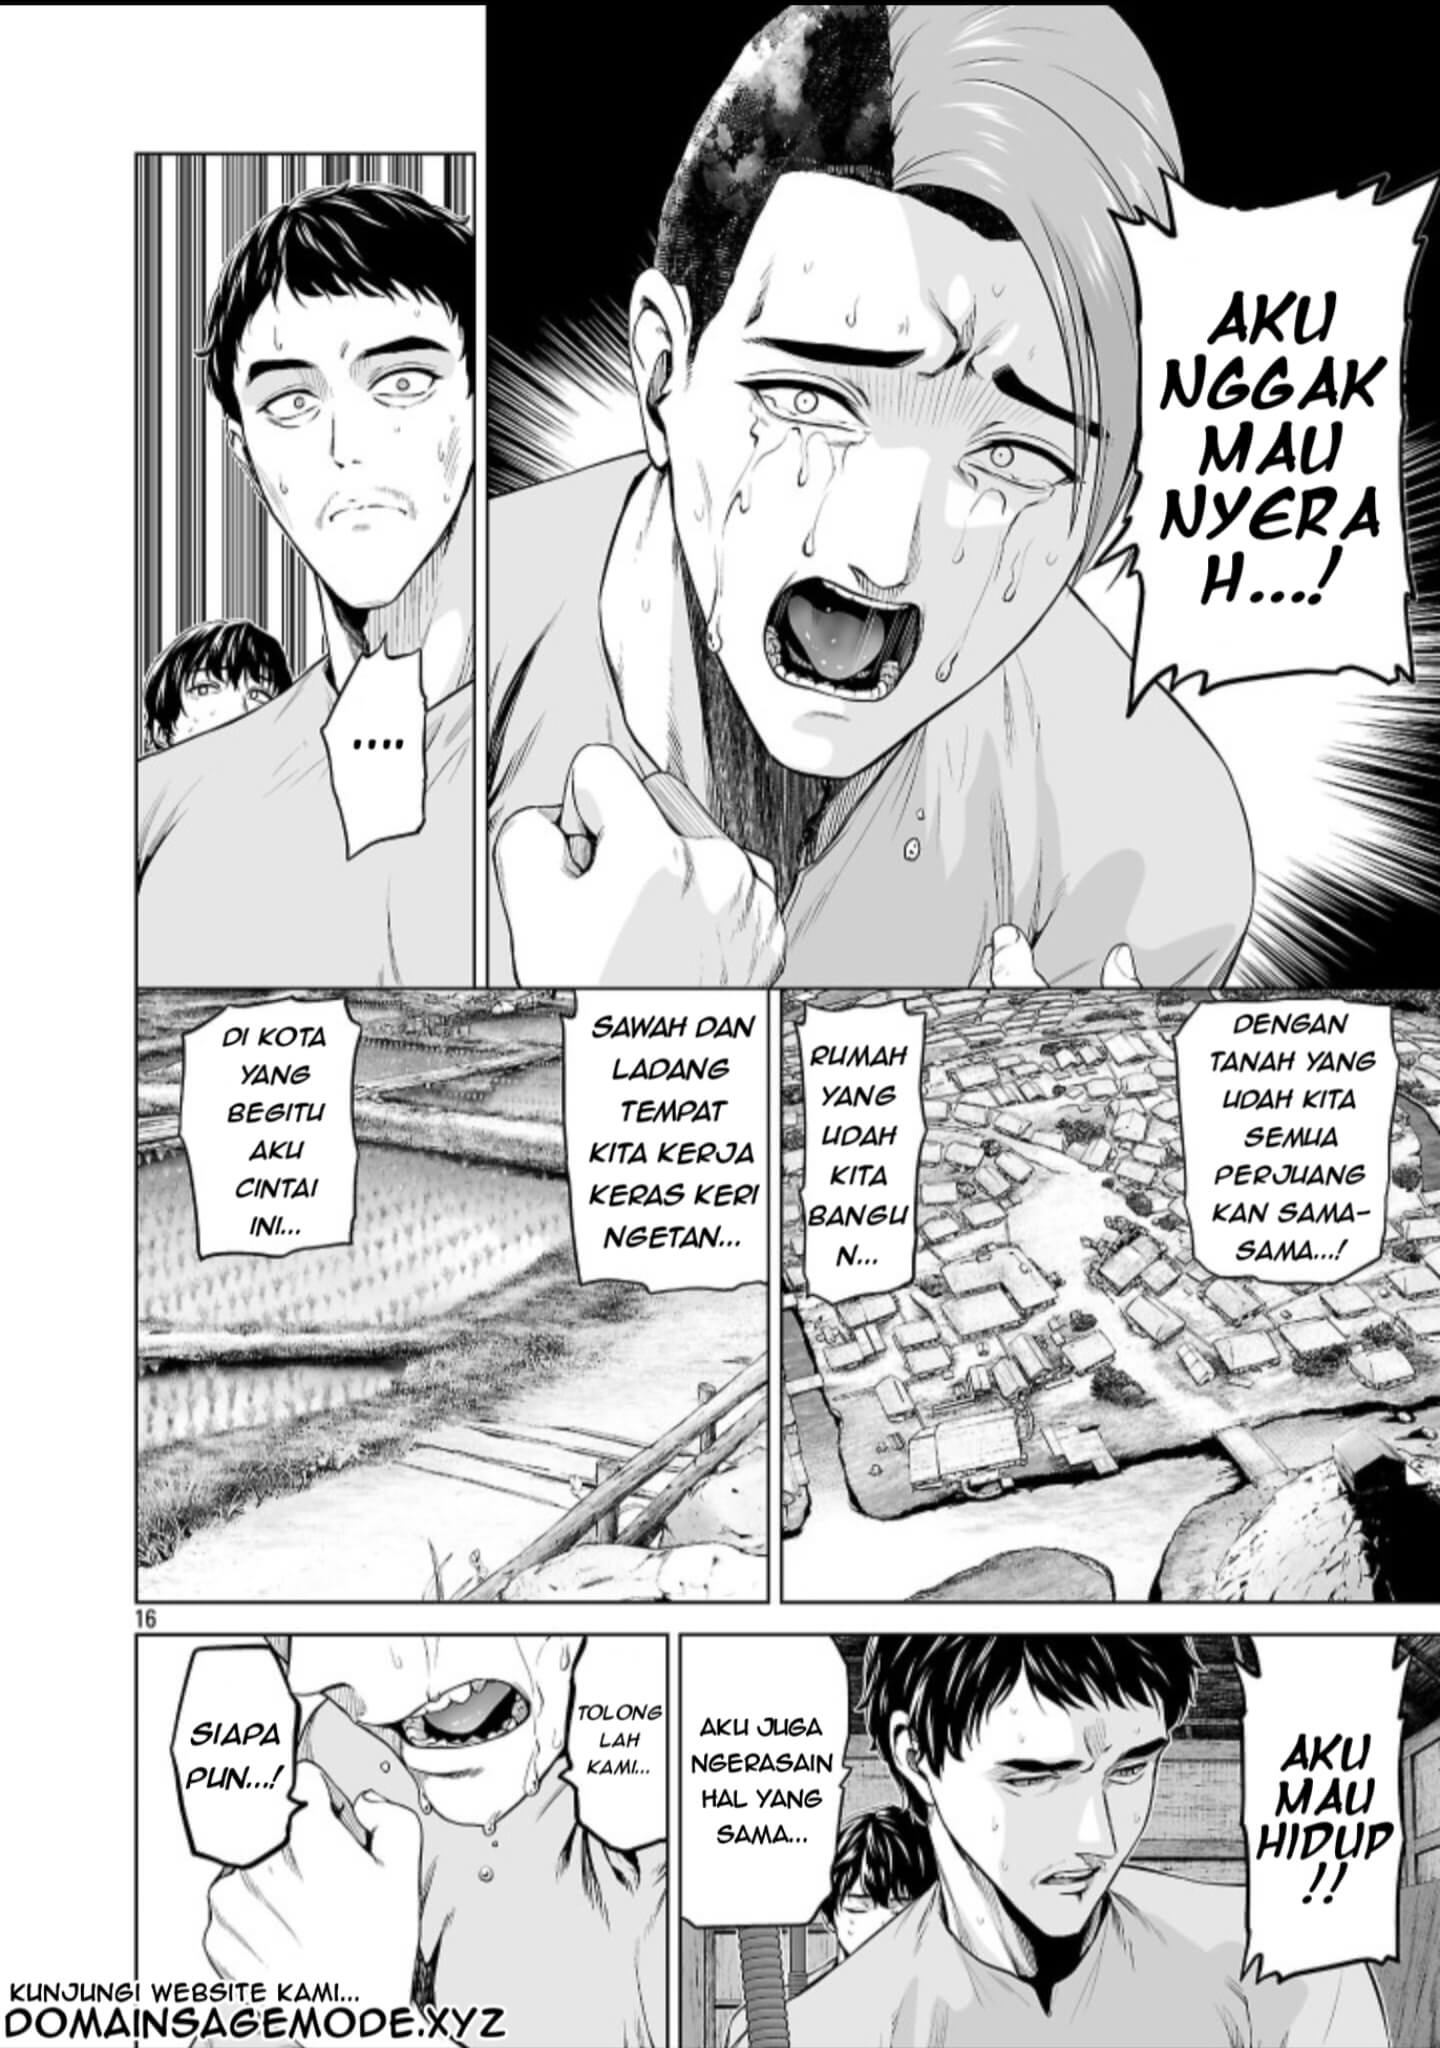 AKU
NGGAK
MAU
NYERA
H....!
....
DENGAN
TANAH YANG
UDAH KITA
SEMUA
PERJUANG
KAN SAMA-
SAMA...!
RUMAH
YANG
UDAH
KITA
BANGU
N...
SAWAH DAN
LADANG
TEMPAT
KITA KERJA
KERAS KERI
NGETAN...
DI KOTA
YANG
BEGITU
AKU
CINTAI
INI...
16
AKU
MAU
HIDUP
!!
AKU JUGA
NGERASAIN
HAL YANG
SAMA...
TOLONG
LAH
KAMI...
SIAPA
PUN...!
KUNJUNGI WEBSITE KAMI...
DOMAINSAGEMODE.XYZ